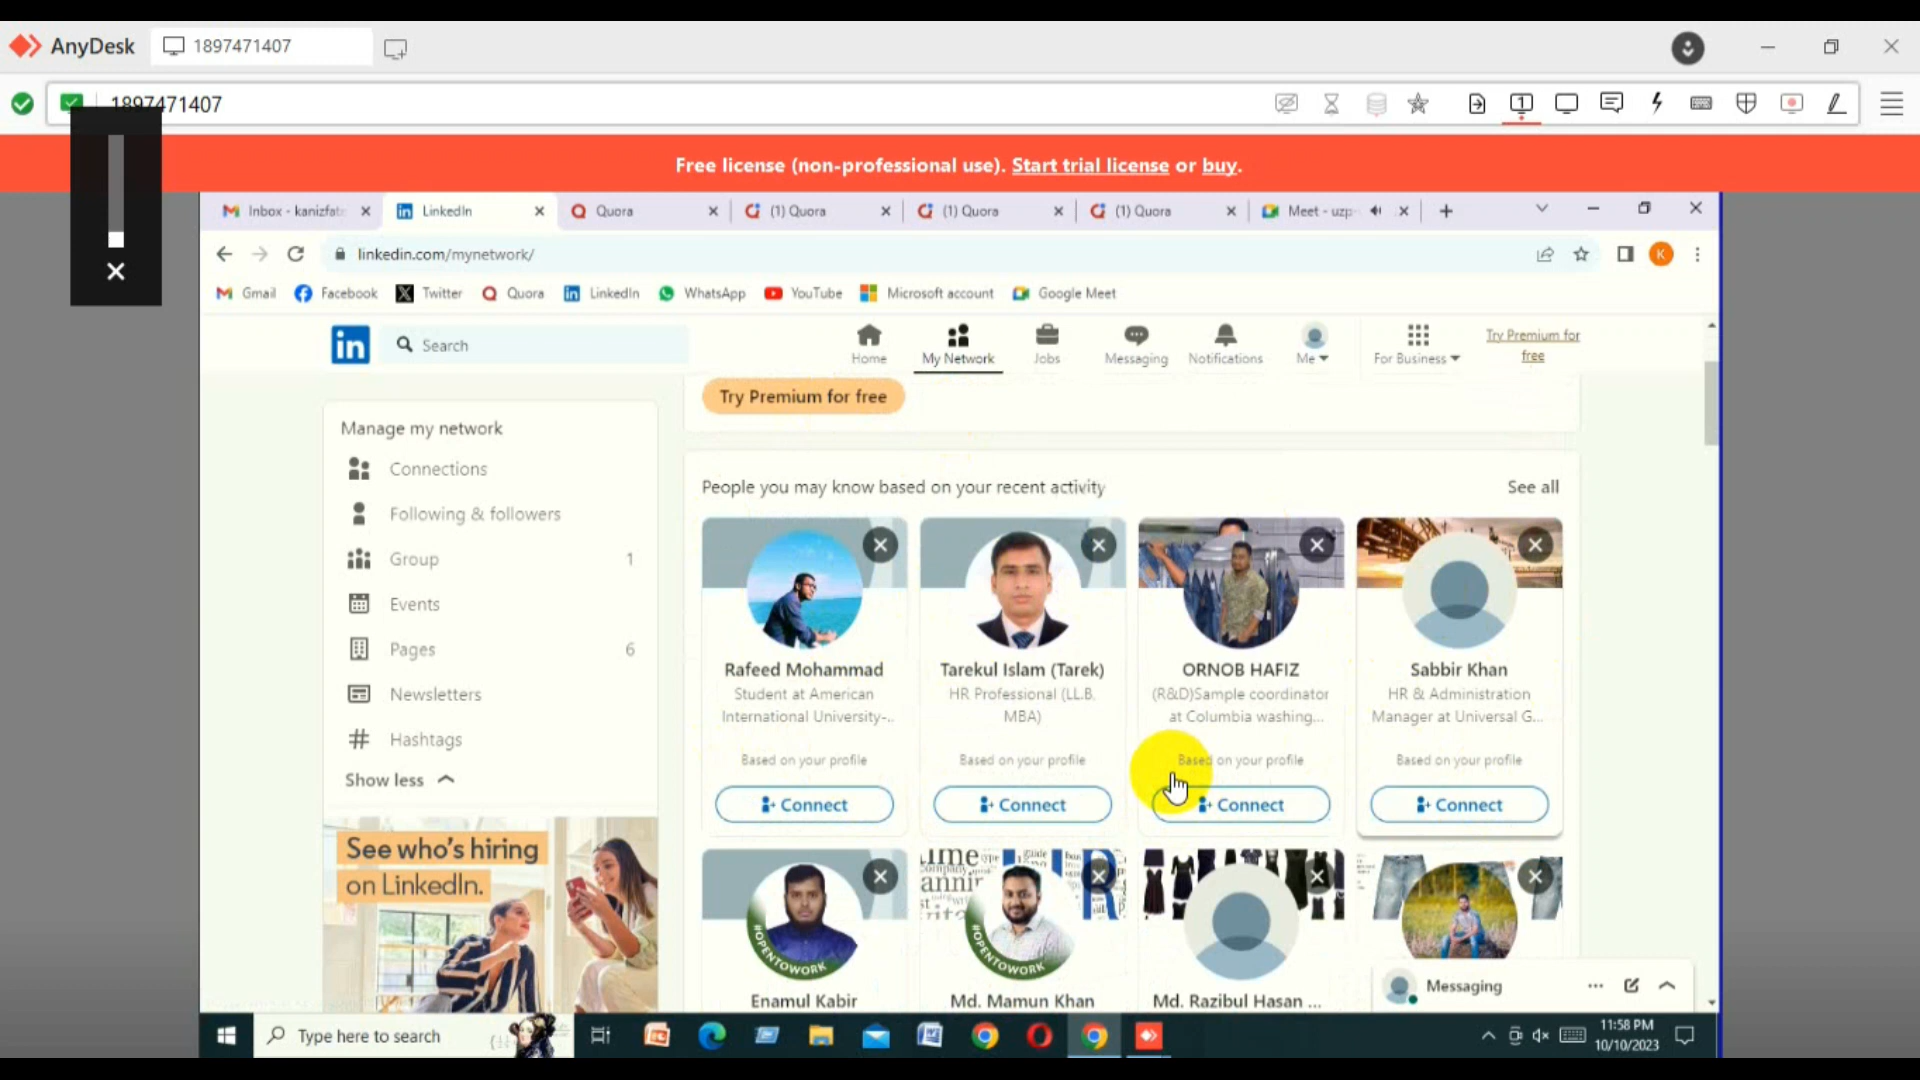 AnyDesk
1897471407
1897471407
Free license (non-professional use). Start trial license or buy.
Inbox - kanizfat
LinkedIn
Quora
(1) Quora
(1) Quora
(1) Quora
Meet - uzp
linkedin.com/mynetwork/
K
Gmail
Facebook
Twitter
Quora
LinkedIn
WhatsApp
YouTube
Microsoft account
Google Meet
in
Search
Home
My Network
Jobs
Messaging
Notifications
Me
For Business
Try Premium for
free
Try Premium for free
Manage my network
Connections
Following & followers
Group 1
Events
Pages 6
Newsletters
Hashtags
Show less
See who's hiring
on LinkedIn.
People you may know based on your recent activity
See all
Rafeed Mohammad
Student at American
International University-..
Based on your profile
Connect
Tarekul Islam (Tarek)
HR Professional (LL.B.
MBA)
Based on your profile
Connect
ORNOB HAFIZ
(R&D)Sample coordinator
at Columbia washing...
Based on your profile
Connect
Sabbir Khan
HR & Administration
Manager at Universal G...
Based on your profile
Connect
#OPENTOWORK
Enamul Kabir
#OPENTOWORK
Md. Mamun Khan
Md. Razibul Hasan ...
Messaging
Type here to search
11:58 PM
10/10/2023